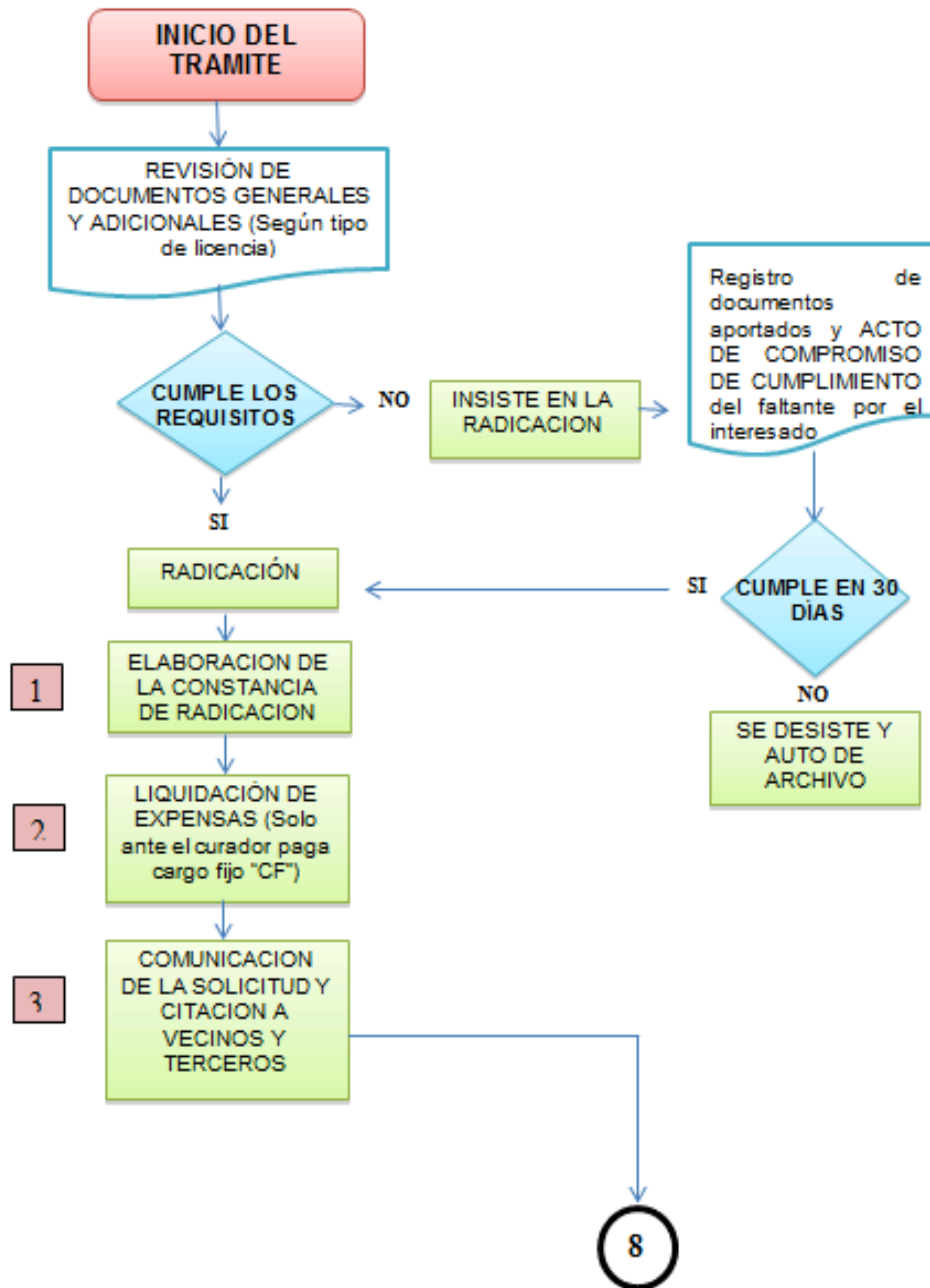 INICIO DEL
TRAMITE
REVISIÓN DE
DOCUMENTOS GENERALES
Y ADICIONALES (Según tipo
de licencia)
CUMPLE LOS
REQUISITOS
NO
INSISTE EN LA
RADICACION
Registro de
documentos
aportados y ACTO
DE COMPROMISO
DE CUMPLIMIENTO
del faltante por el
interesado
SI
RADICACIÓN
SI
CUMPLE EN 30
DÍAS
NO
SE DESISTE Y
AUTO DE
ARCHIVO
1
ELABORACION DE
LA CONSTANCIA
DE RADICACION
2
LIQUIDACIÓN DE
EXPENSAS (Solo
ante el curador paga
cargo fijo "CF")
3
COMUNICACION
DE LA SOLICITUD Y
CITACION A
VECINOS Y
TERCEROS
8